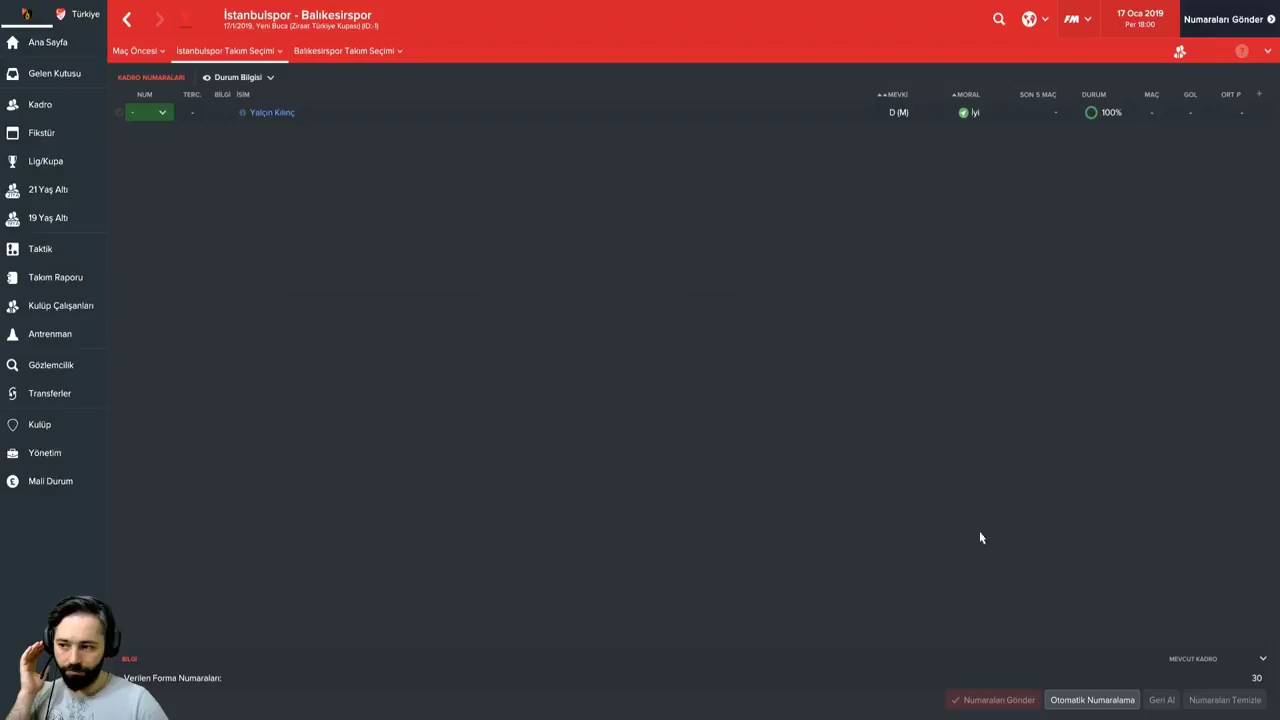 Türkiye
İstanbulspor - Balıkesirspor
17/1/2019, Yeni Buca (Ziraat Türkiye Kupası) (ID:-1)
FM
17 Oca 2019
Per 18:00
Numaraları Gönder
Maç Öncesi
İstanbulspor Takım Seçimi
Balıkesirspor Takım Seçimi
?
Ana Sayfa
Gelen Kutusu
Kadro
Fikstür
Lig/Kupa
21 Yaş Altı
19 Yaş Altı
Taktik
Takım Raporu
Kulüp Çalışanları
Antrenman
Gözlemcilik
Transferler
Kulüp
Yönetim
Mali Durum
KADRO NUMARALARI
Durum Bilgisi
NUM TERC. BİLGİ İSİM MEVKİ MORAL SON 5 MAÇ DURUM MAÇ GOL ORT P +
- - Yalçın Kılınç D (M) İyi - 100% - - -
BİLGİ
MEVCUT KADRO
Verilen Forma Numaraları:
30
Numaraları Gönder
Otomatik Numaralama
Geri Al
Numaraları Temizle